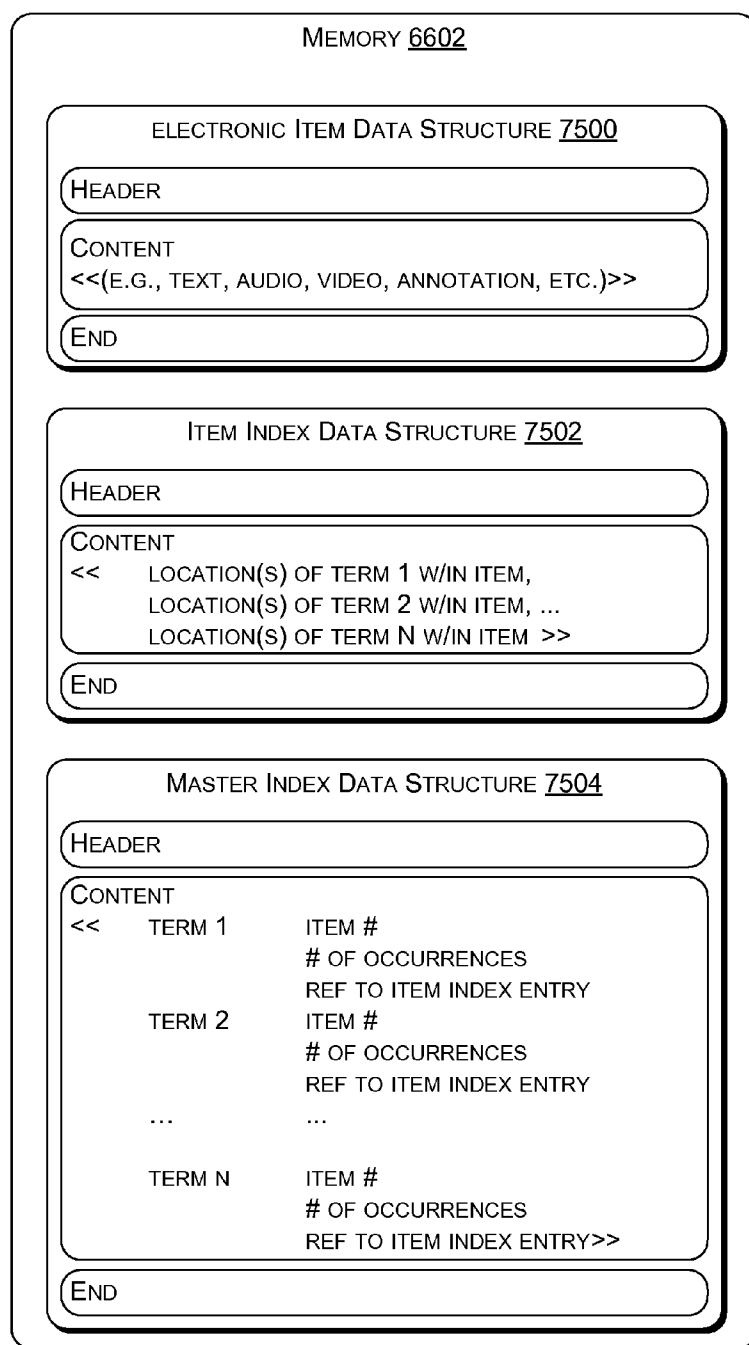 MEMORY 6602
ELECTRONIC ITEM DATA STRUCTURE 7500
HEADER
CONTENT
<<(E.G., TEXT, AUDIO, VIDEO, ANNOTATION, ETC.)>>
END
ITEM INDEX DATA STRUCTURE 7502
HEADER
CONTENT
<< LOCATION(S) OF TERM 1 W/IN ITEM,
LOCATION(S) OF TERM 2 W/IN ITEM, ...
LOCATION(S) OF TERM N W/IN ITEM >>
END
MASTER INDEX DATA STRUCTURE 7504
HEADER
CONTENT
<< TERM 1 ITEM #
# OF OCCURRENCES
REF TO ITEM INDEX ENTRY
TERM 2 ITEM #
# OF OCCURRENCES
REF TO ITEM INDEX ENTRY
... ...
TERM N ITEM #
# OF OCCURRENCES
REF TO ITEM INDEX ENTRY>>
END